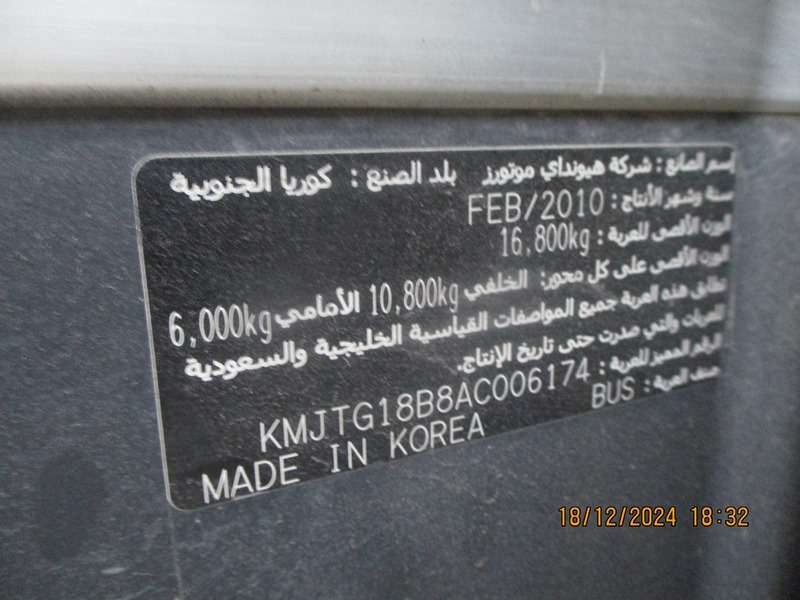 إسم الصانع : شركة هيونداي موتورز بلد الصنع : كوريا الجنوبية
سنة وشهر الأنتاج : FEB/2010
الوزن الأقصى للعربة : 16,800kg
الوزن الأقصى على كل محور: الخلفي 10,800kg الأمامي 6,000kg
تطابق هذه العربة جميع المواصفات القياسية الخليجية والسعودية
للعربات والتي صدرت حتى تاريخ الإنتاج.
الرقم المميز للعربة : KMJTG18B8AC006174
صنف العربة : BUS
MADE IN KOREA
18/12/2024 18:32